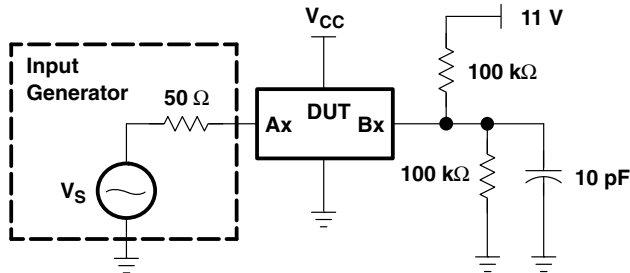 V_CC
11 V
Input
Generator
100 kΩ
50 Ω
Ax
DUT
Bx
V_S
100 kΩ
10 pF